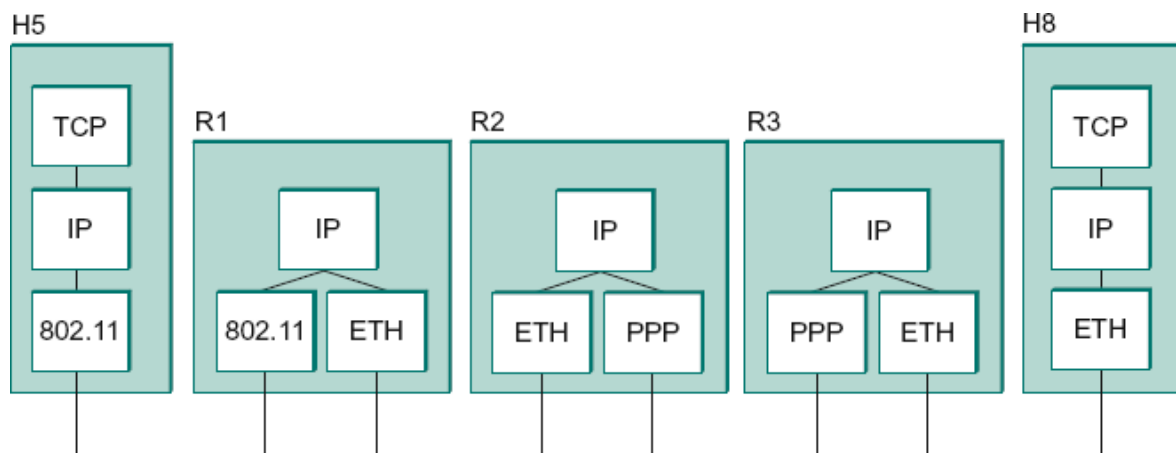 H5
TCP
IP
802.11
R1
IP
802.11
ETH
R2
IP
ETH
PPP
R3
IP
PPP
ETH
H8
TCP
IP
ETH